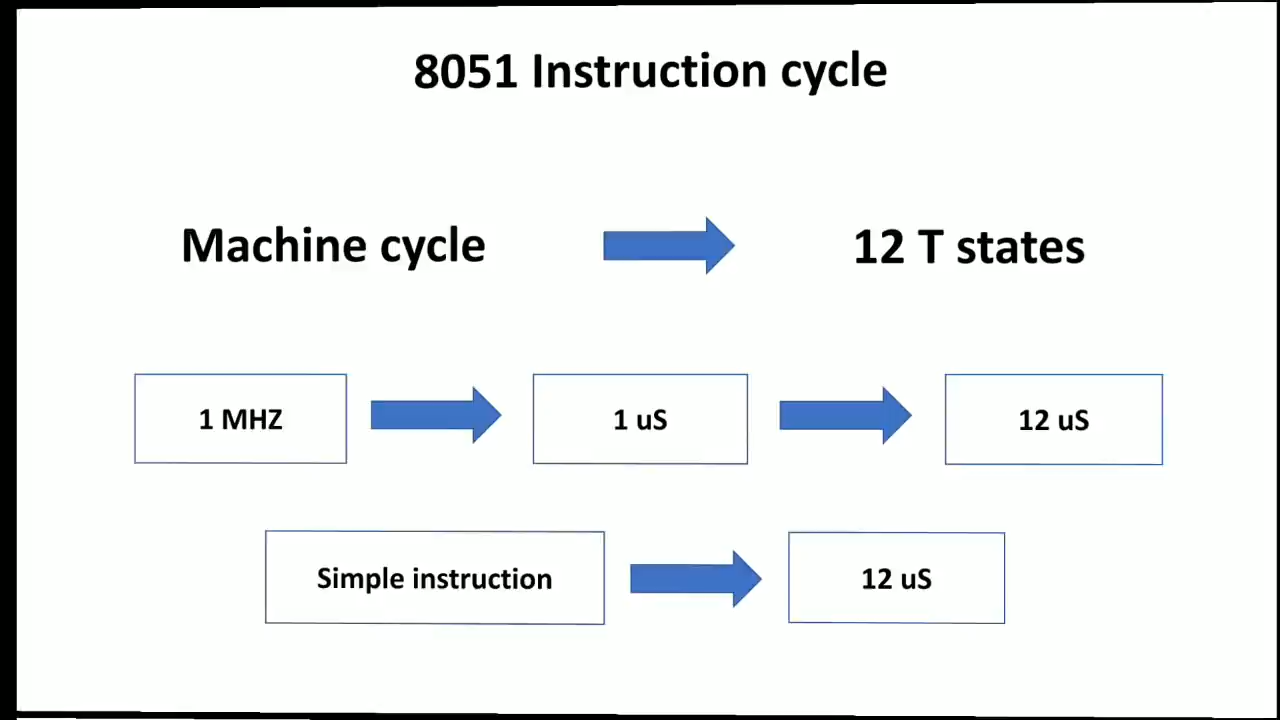 8051 Instruction cycle
Machine cycle
12 T states
1 MHZ
1 uS
12 uS
Simple instruction
12 uS